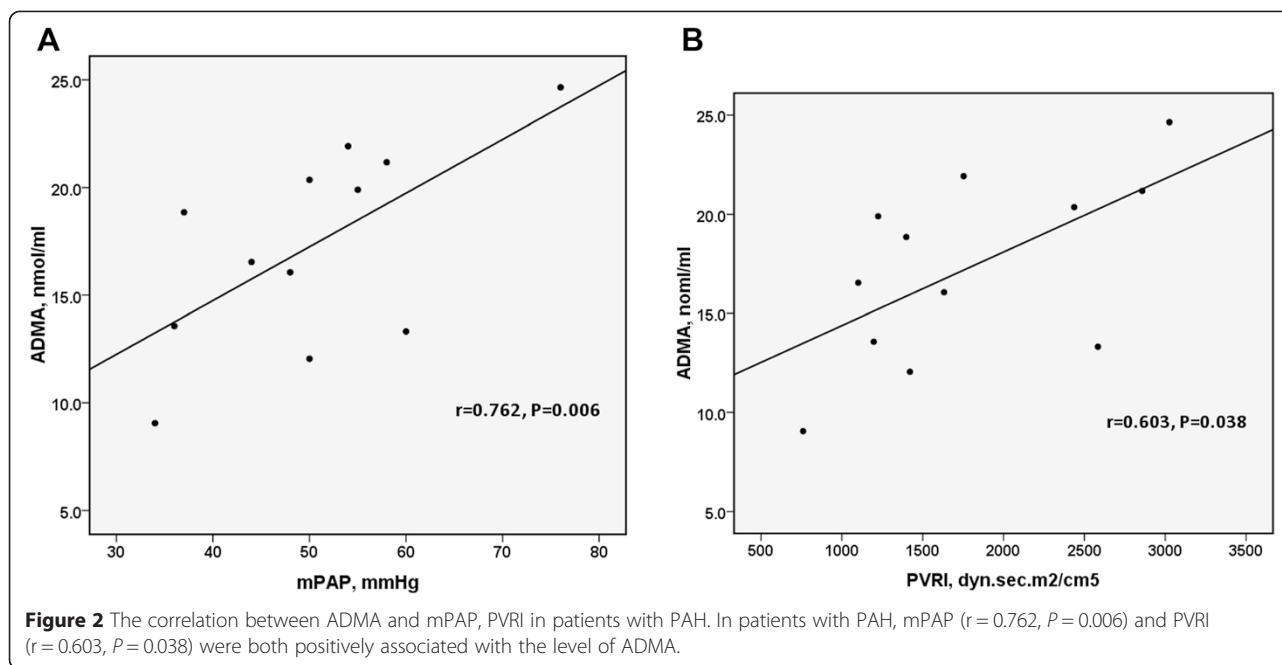 A
25.0
20.0
15.0
10.0
5.0
ADMA, nmol/ml
r=0.762, P=0.006
30 40 50 60 70 80
mPAP, mmHg
B
25.0
20.0
15.0
10.0
5.0
ADMA, noml/ml
r=0.603, P=0.038
500 1000 1500 2000 2500 3000 3500
PVRI, dyn.sec.m2/cm5
Figure 2 The correlation between ADMA and mPAP, PVRI in patients with PAH. In patients with PAH, mPAP (r = 0.762, P = 0.006) and PVRI
(r = 0.603, P = 0.038) were both positively associated with the level of ADMA.